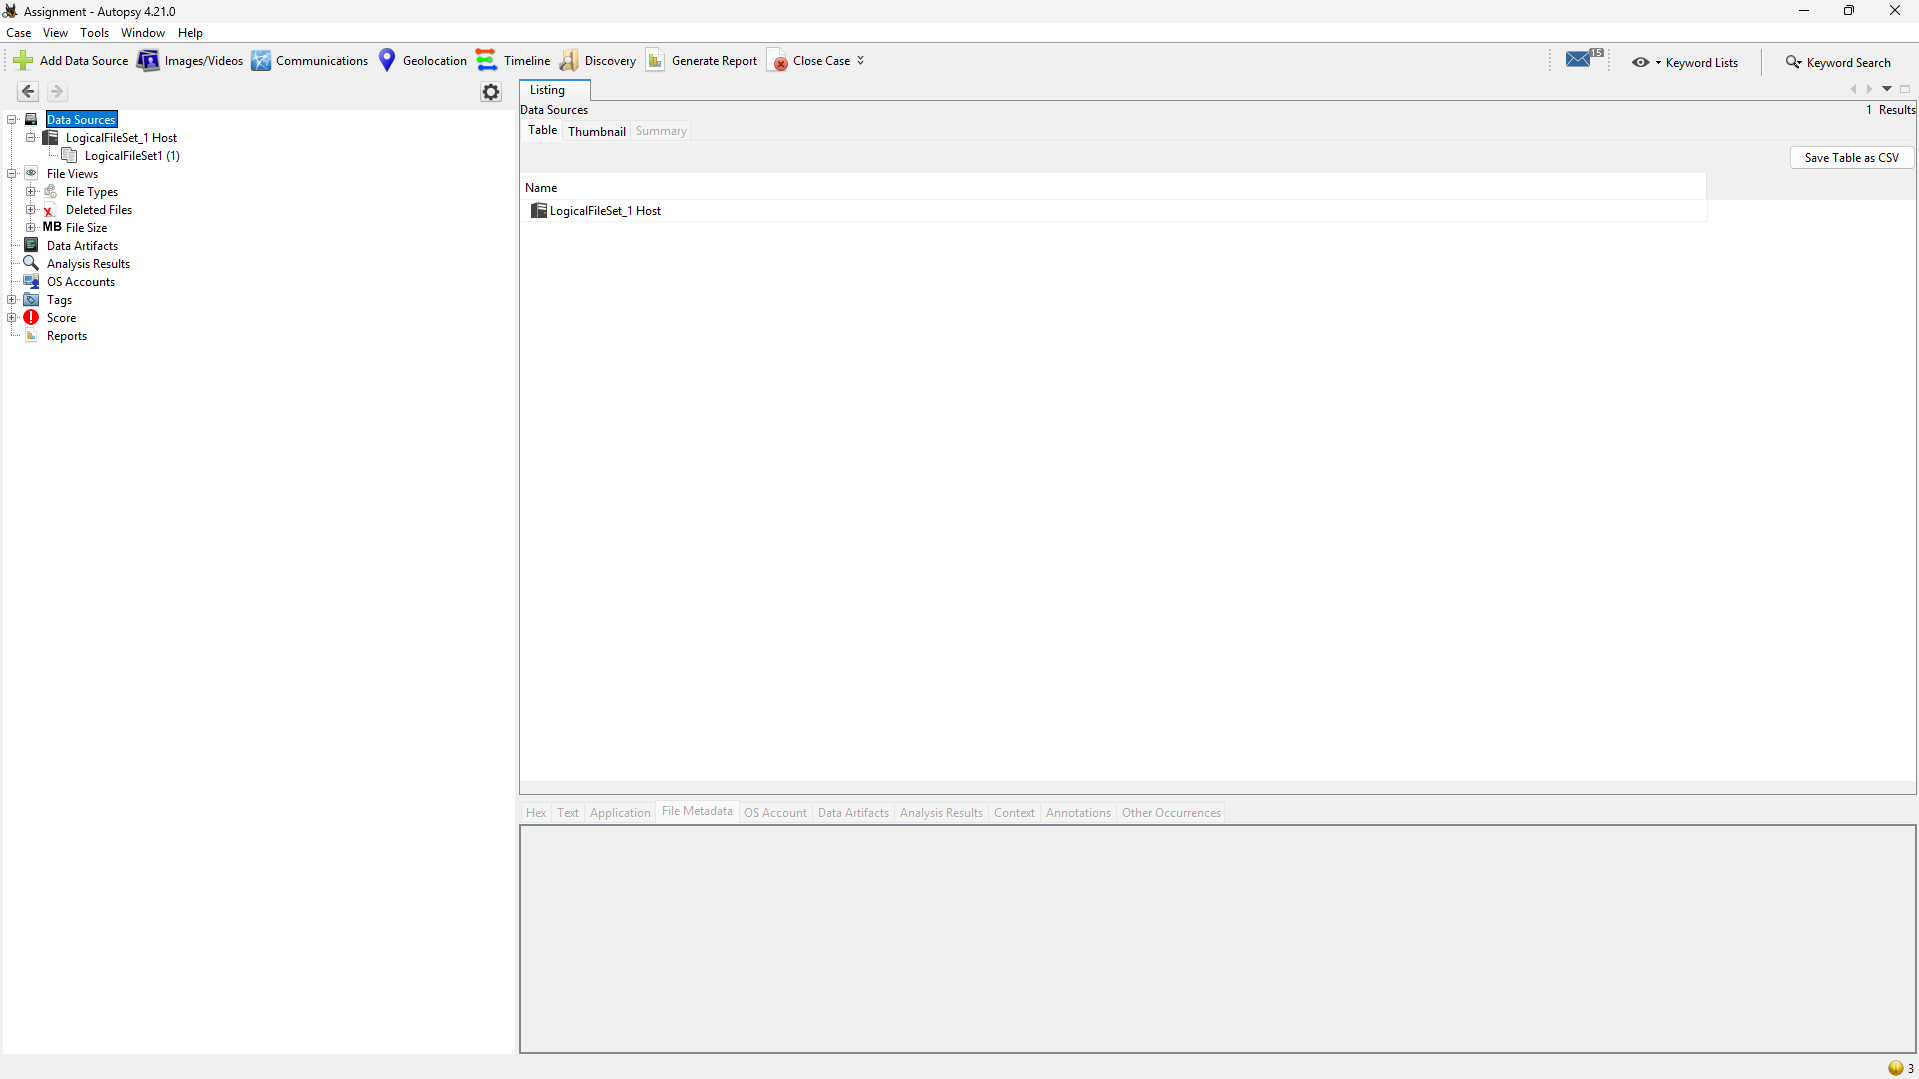 Assignment - Autopsy 4.21.0
Case View Tools Window Help
Add Data Source Images/Videos Communications Geolocation Timeline Discovery Generate Report Close Case 15 Keyword Lists Keyword Search
Listing
Data Sources 1 Results
Table Thumbnail Summary
Save Table as CSV
Name
LogicalFileSet_1 Host
Data Sources
LogicalFileSet_1 Host
LogicalFileSet1 (1)
File Views
File Types
Deleted Files
MB File Size
Data Artifacts
Analysis Results
OS Accounts
Tags
Score
Reports
Hex Text Application File Metadata OS Account Data Artifacts Analysis Results Context Annotations Other Occurrences
3